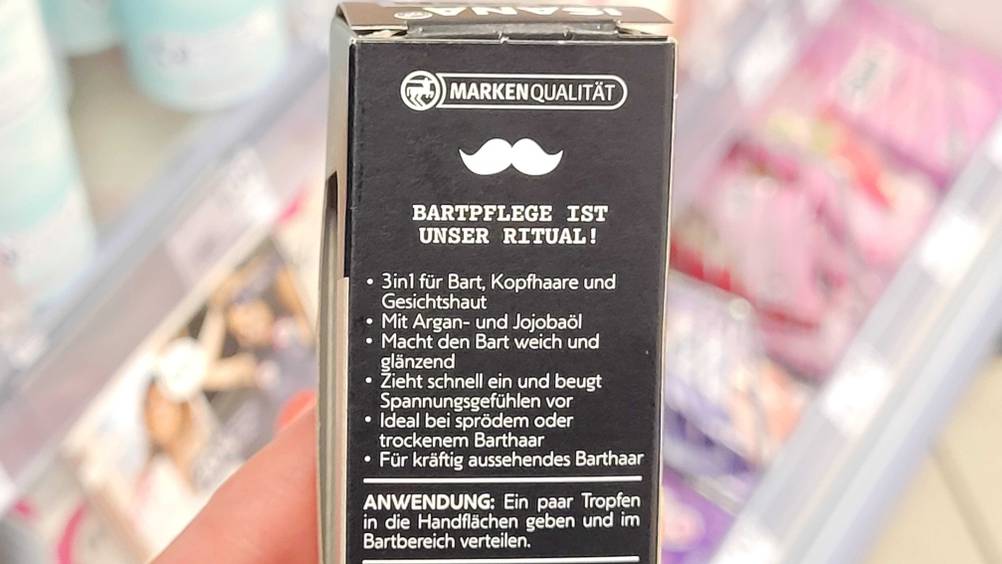 ISANA®
MARKENQUALITÄT
BARTPFLEGE IST
UNSER RITUAL!
• 3in1 für Bart, Kopfhaare und
Gesichtshaut
• Mit Argan- und Jojobaöl
• Macht den Bart weich und
glänzend
• Zieht schnell ein und beugt
Spannungsgefühlen vor
• Ideal bei sprödem oder
trockenem Barthaar
• Für kräftig aussehendes Barthaar
ANWENDUNG: Ein paar Tropfen
in die Handflächen geben und im
Bartbereich verteilen.